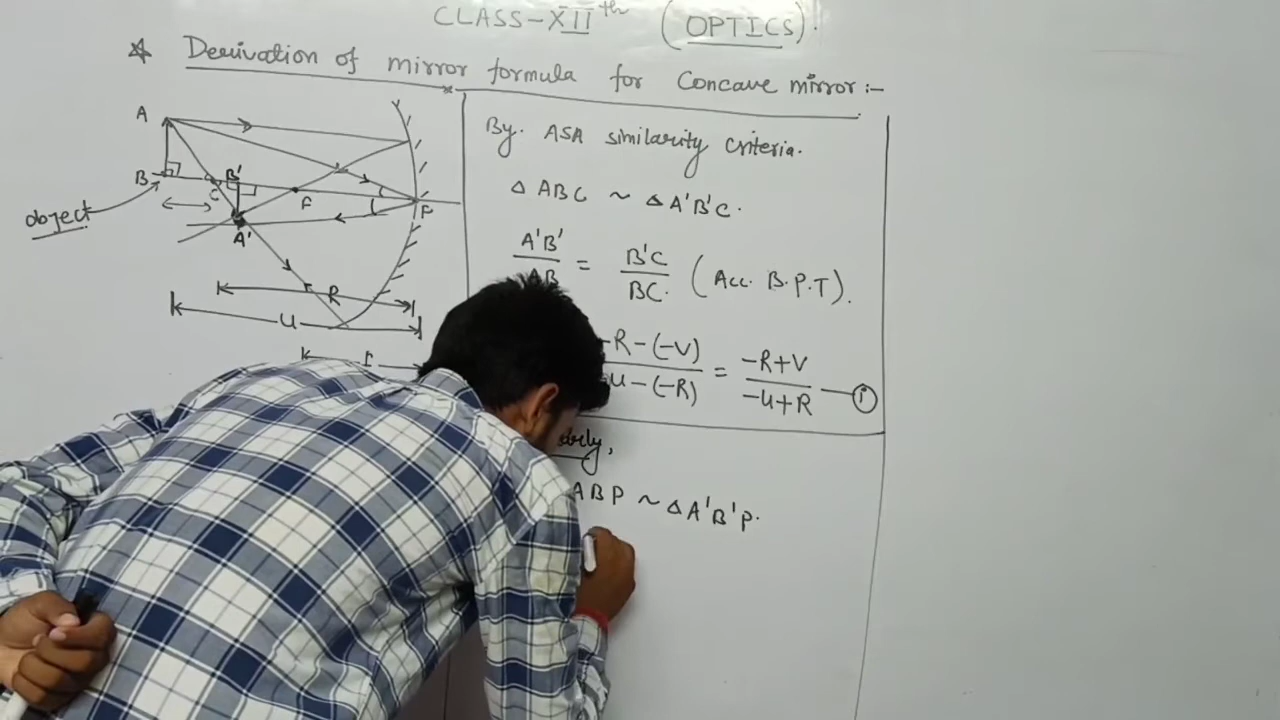 CLASS-XIIth (OPTICS).
☆ Derivation of mirror formula for Concave mirror :-
A
B
B'
C
F
P
A'
object
R
u
f
By. ASA similarity criteria.
△ ABC ~ △ A'B'C.
A'B' / AB = B'C / BC. (Acc. B.P.T).
-R-(-V) / u-(-R) = -R+V / -u+R —①
ABP ~ △ A'B'P.